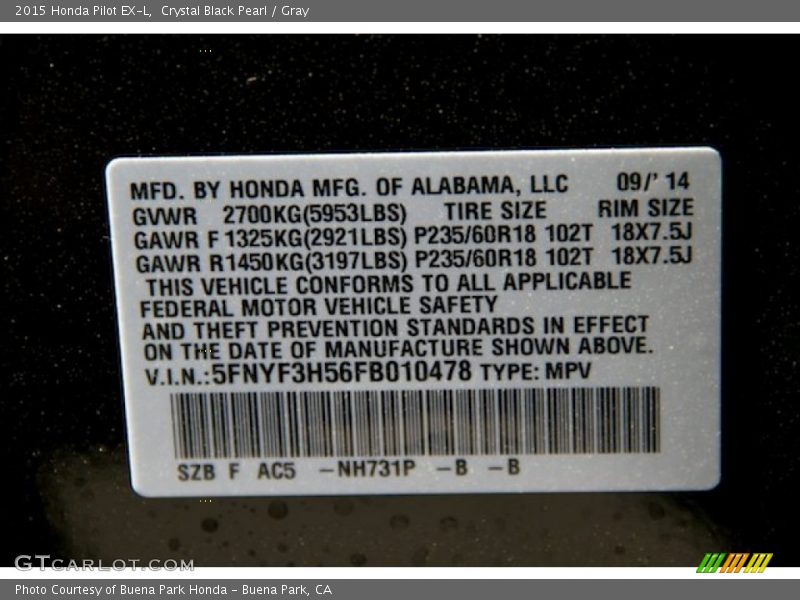 2015 Honda Pilot EX-L, Crystal Black Pearl / Gray
MFD. BY HONDA MFG. OF ALABAMA, LLC 09/' 14
GVWR 2700KG(5953LBS) TIRE SIZE RIM SIZE
GAWR F 1325KG(2921LBS) P235/60R18 102T 18X7.5J
GAWR R1450KG(3197LBS) P235/60R18 102T 18X7.5J
THIS VEHICLE CONFORMS TO ALL APPLICABLE
FEDERAL MOTOR VEHICLE SAFETY
AND THEFT PREVENTION STANDARDS IN EFFECT
ON THE DATE OF MANUFACTURE SHOWN ABOVE.
V.I.N.:5FNYF3H56FB010478 TYPE: MPV
SZB F AC5 –NH731P –B –B
GTCARLOT.COM
Photo Courtesy of Buena Park Honda - Buena Park, CA